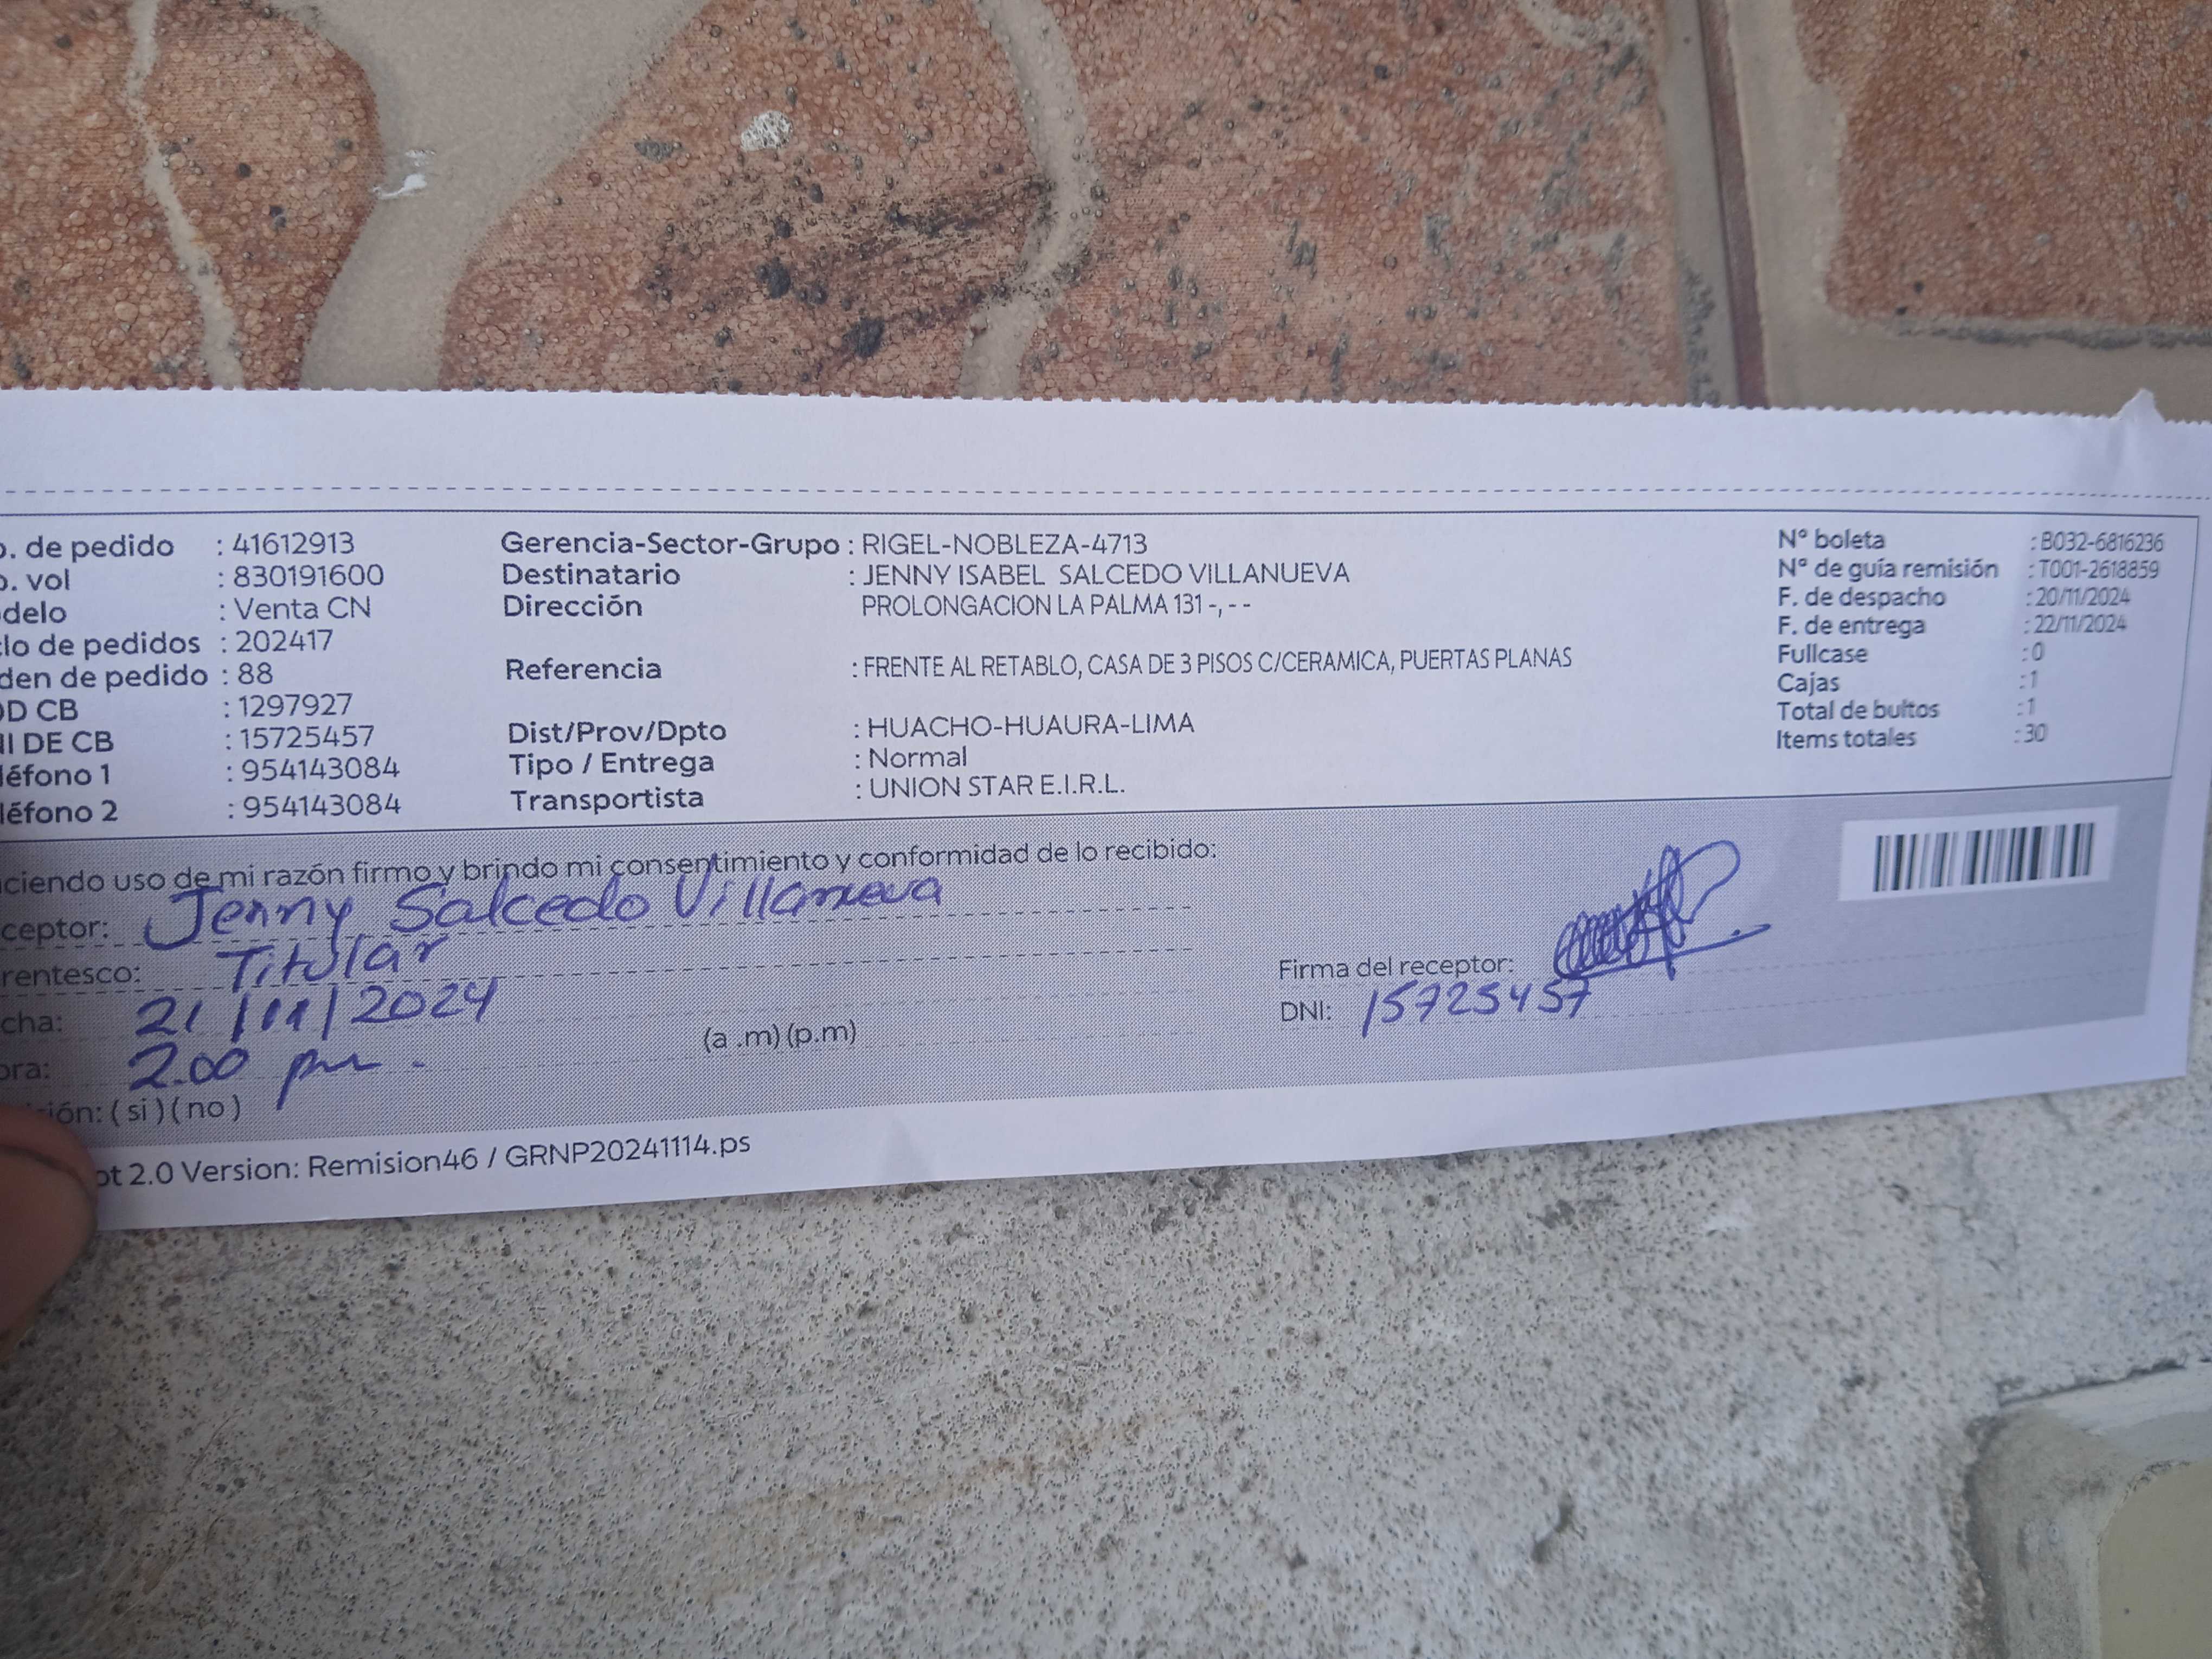 o. de pedido : 41612913
o. vol : 830191600
delo : Venta CN
clo de pedidos : 202417
den de pedido : 88
OD CB : 1297927
NI DE CB : 15725457
léfono 1 : 954143084
léfono 2 : 954143084
Gerencia-Sector-Grupo : RIGEL-NOBLEZA-4713
Destinatario : JENNY ISABEL SALCEDO VILLANUEVA
Dirección PROLONGACION LA PALMA 131 -, - -
Referencia : FRENTE AL RETABLO, CASA DE 3 PISOS C/CERAMICA, PUERTAS PLANAS
Dist/Prov/Dpto : HUACHO-HUAURA-LIMA
Tipo / Entrega : Normal
Transportista : UNION STAR E.I.R.L.
N° boleta : B032-6816236
N° de guía remisión : T001-2618859
F. de despacho : 20/11/2024
F. de entrega : 22/11/2024
Fullcase : 0
Cajas : 1
Total de bultos : 1
Items totales : 30
ciendo uso de mi razón firmo y brindo mi consentimiento y conformidad de lo recibido:
ceptor: Jenny Salcedo Villanueva
rentesco: Titular
cha: 21/11/2024
ora: 2.00 pm. (a .m) (p.m)
ión: ( si ) ( no )
Firma del receptor:
DNI: 15725457
ot 2.0 Version: Remision46 / GRNP20241114.ps